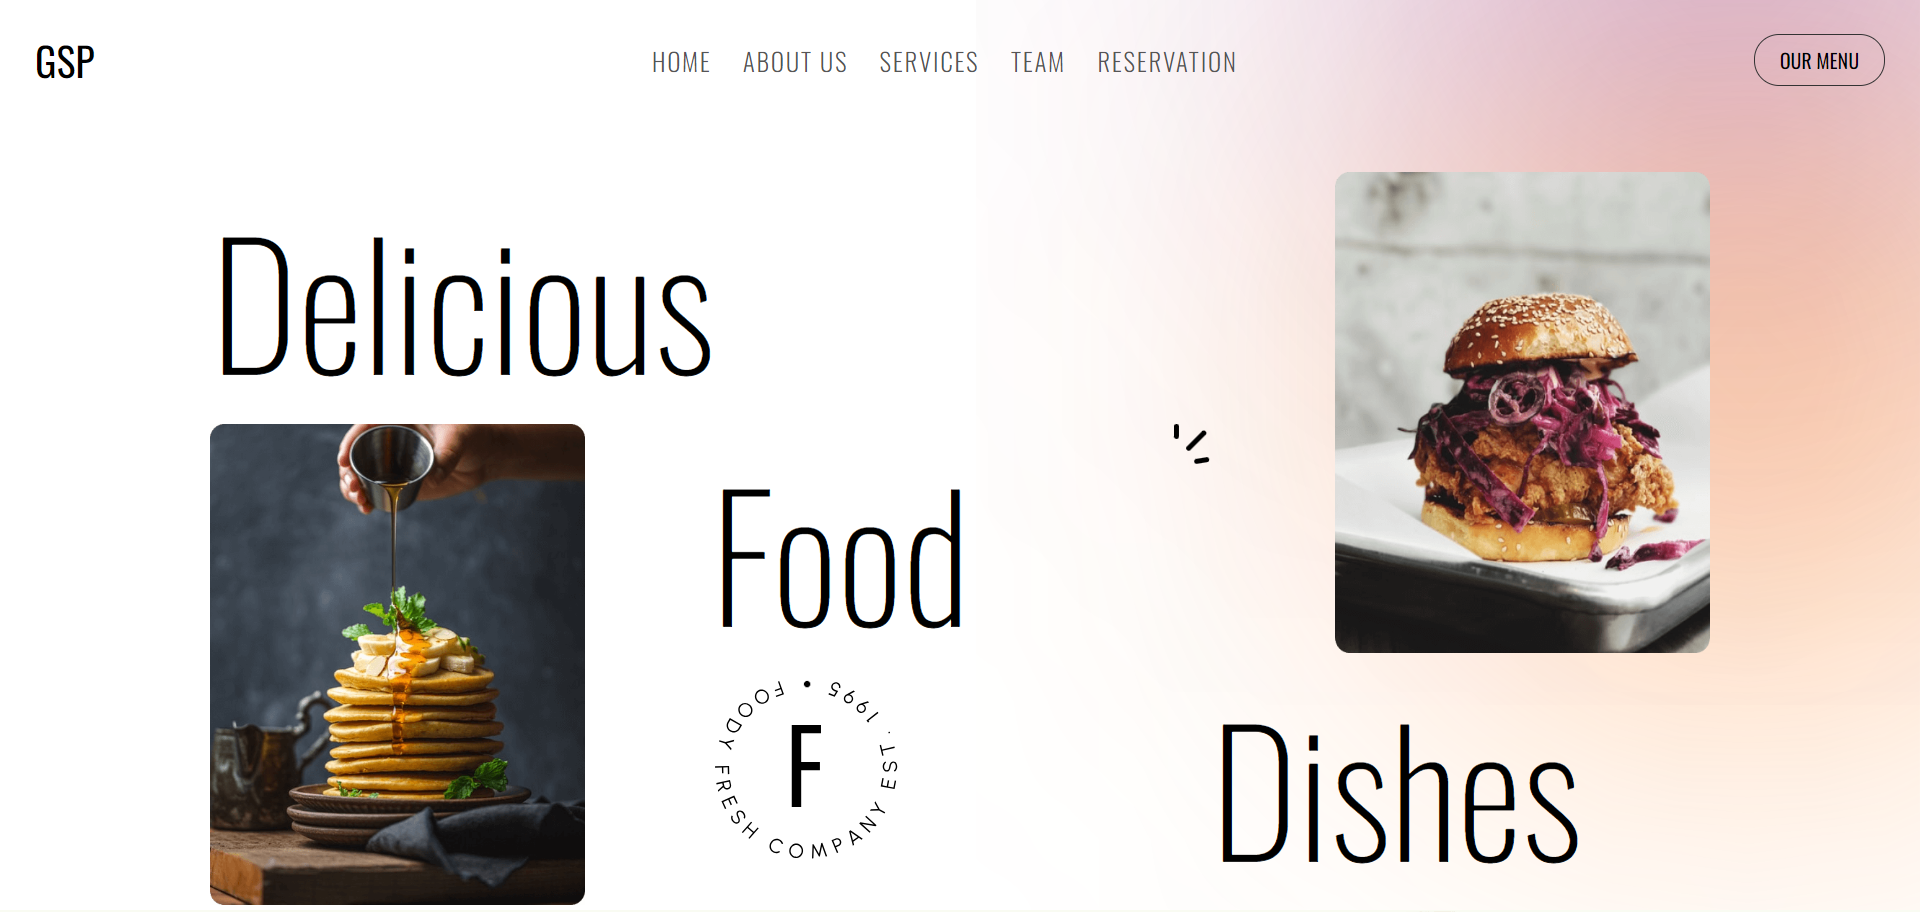 GSP
HOME ABOUT US SERVICES TEAM RESERVATION
OUR MENU
Delicious
Food
FOODY FRESH COMPANY EST . 1995 •
F
Dishes